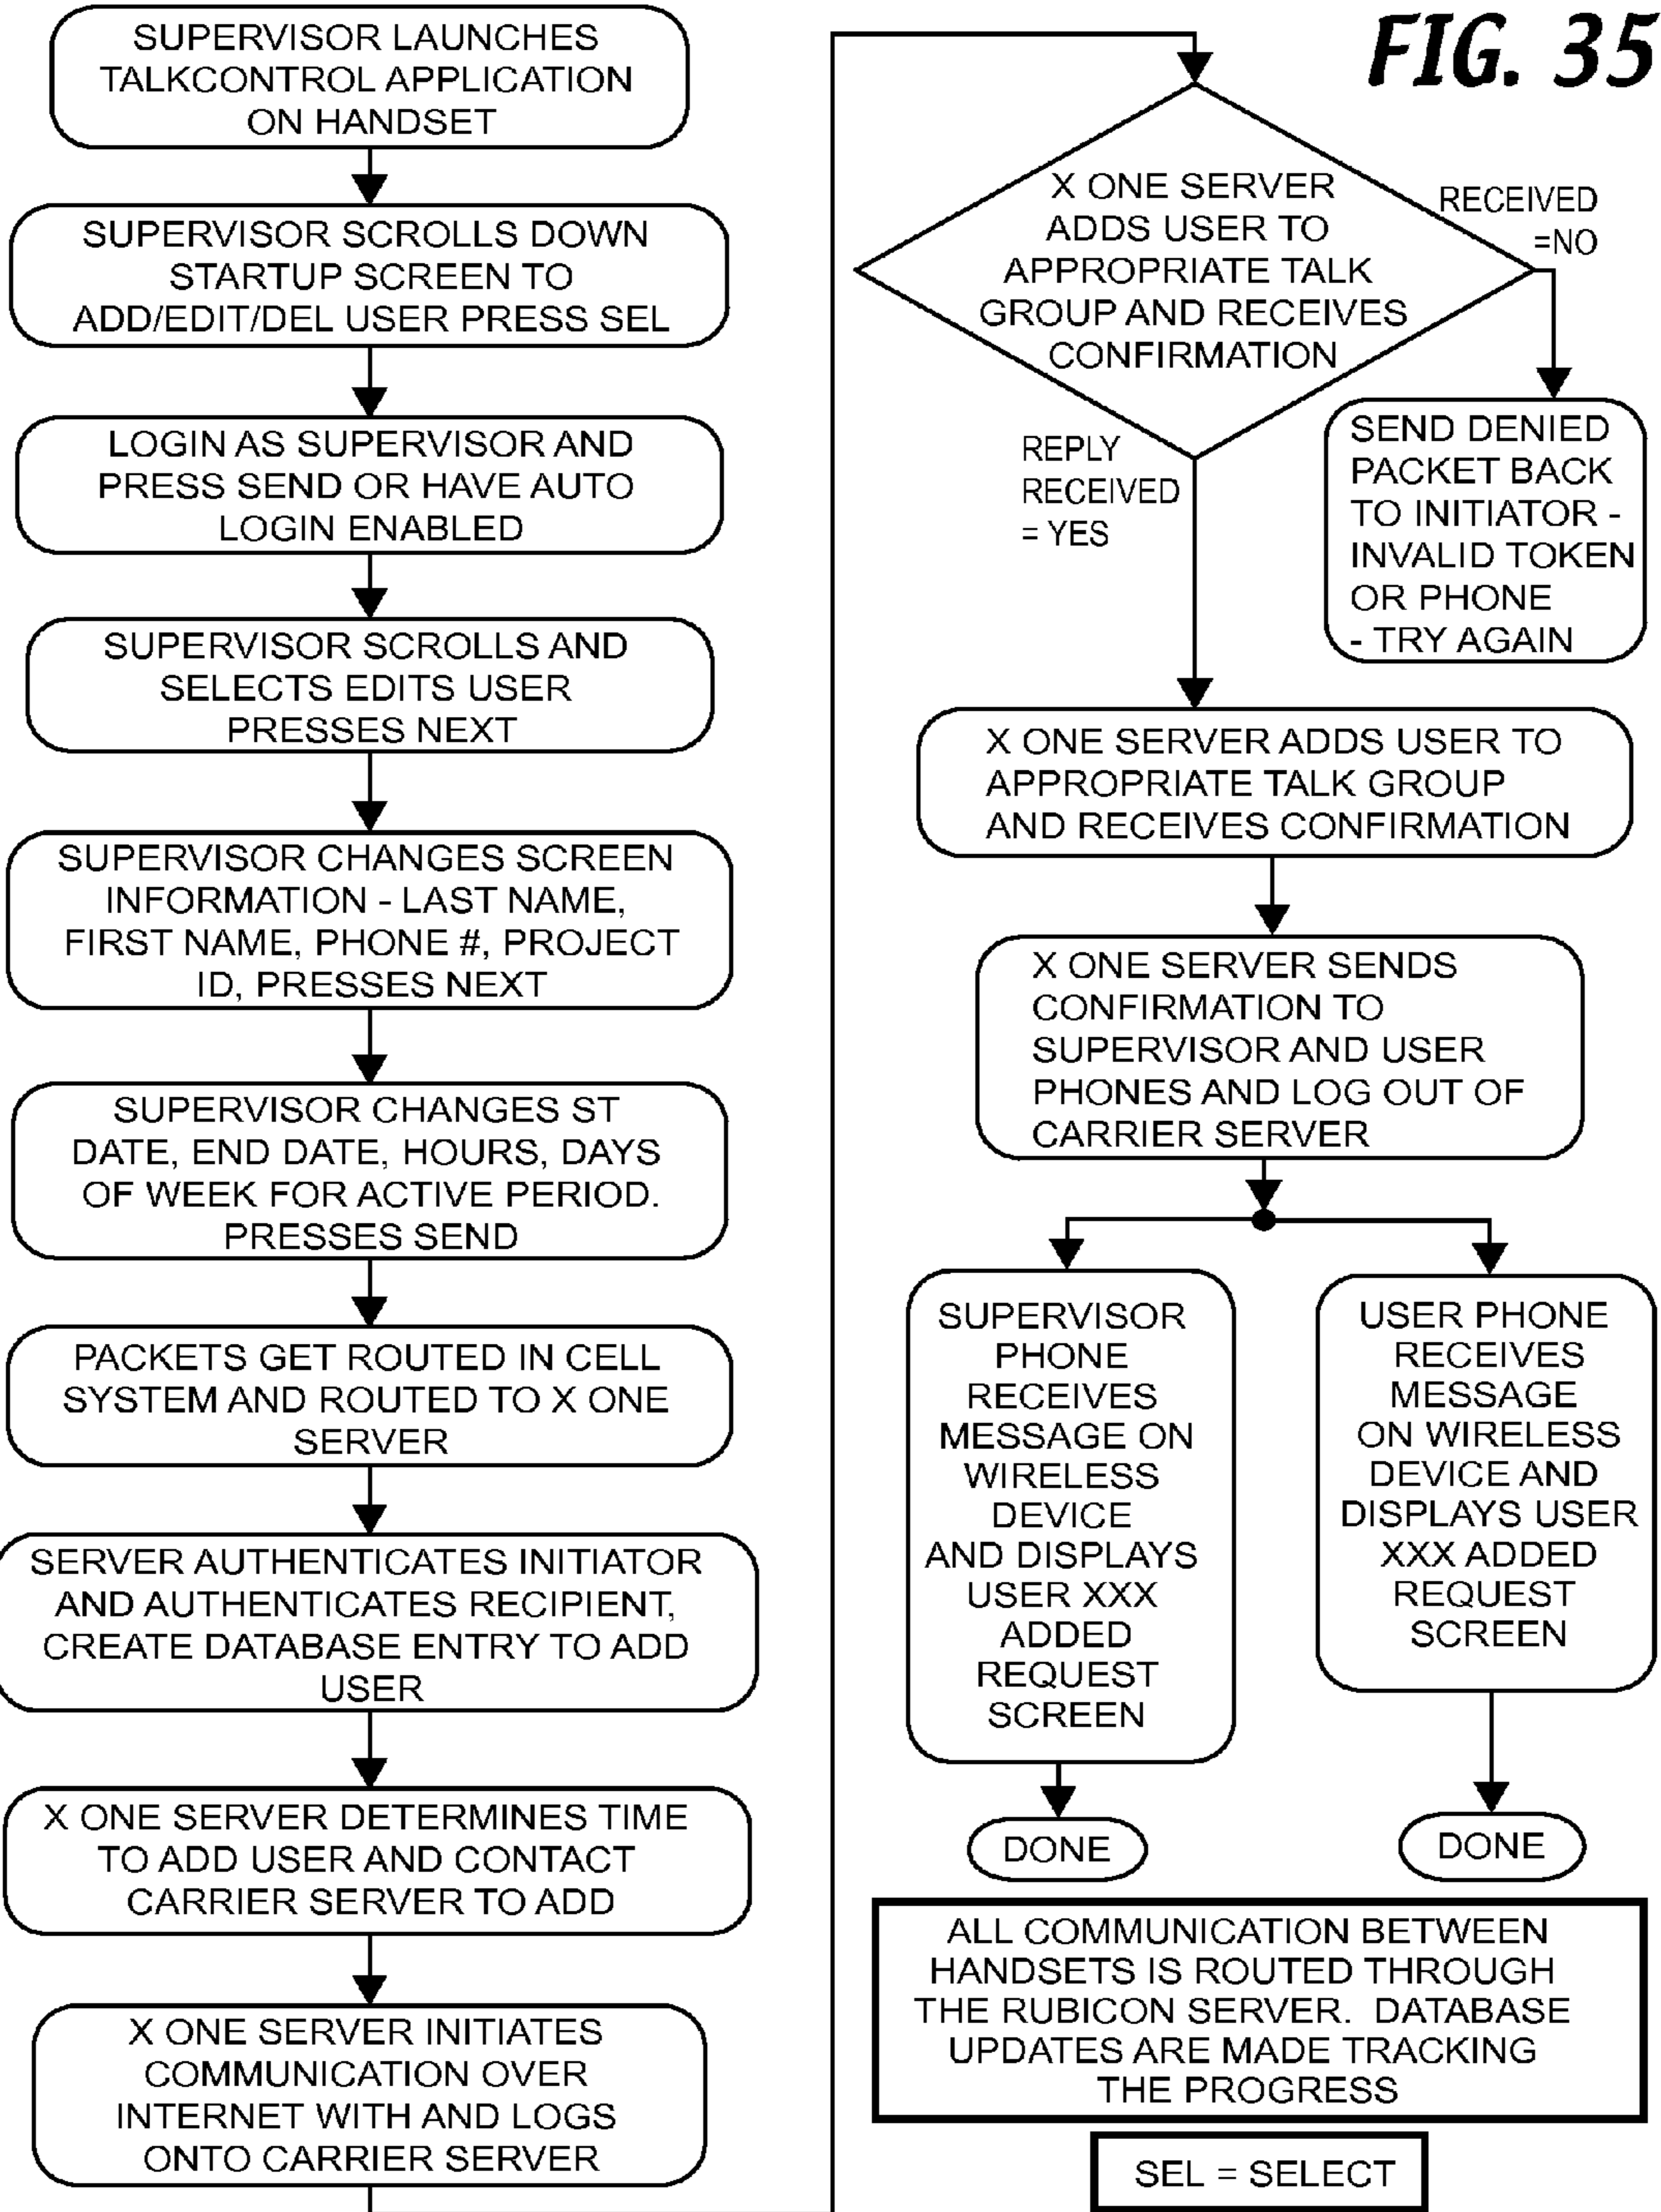 SUPERVISOR LAUNCHES
TALKCONTROL APPLICATION
ON HANDSET
SUPERVISOR SCROLLS DOWN
STARTUP SCREEN TO
ADD/EDIT/DEL USER PRESS SEL
LOGIN AS SUPERVISOR AND
PRESS SEND OR HAVE AUTO
LOGIN ENABLED
SUPERVISOR SCROLLS AND
SELECTS EDITS USER
PRESSES NEXT
SUPERVISOR CHANGES SCREEN
INFORMATION - LAST NAME,
FIRST NAME, PHONE #, PROJECT
ID, PRESSES NEXT
SUPERVISOR CHANGES ST
DATE, END DATE, HOURS, DAYS
OF WEEK FOR ACTIVE PERIOD.
PRESSES SEND
PACKETS GET ROUTED IN CELL
SYSTEM AND ROUTED TO X ONE
SERVER
SERVER AUTHENTICATES INITIATOR
AND AUTHENTICATES RECIPIENT,
CREATE DATABASE ENTRY TO ADD
USER
X ONE SERVER DETERMINES TIME
TO ADD USER AND CONTACT
CARRIER SERVER TO ADD
X ONE SERVER INITIATES
COMMUNICATION OVER
INTERNET WITH AND LOGS
ONTO CARRIER SERVER
FIG. 35
X ONE SERVER
ADDS USER TO
APPROPRIATE TALK
GROUP AND RECEIVES
CONFIRMATION
RECEIVED
=NO
SEND DENIED
PACKET BACK
TO INITIATOR -
INVALID TOKEN
OR PHONE
- TRY AGAIN
REPLY
RECEIVED
= YES
X ONE SERVER ADDS USER TO
APPROPRIATE TALK GROUP
AND RECEIVES CONFIRMATION
X ONE SERVER SENDS
CONFIRMATION TO
SUPERVISOR AND USER
PHONES AND LOG OUT OF
CARRIER SERVER
SUPERVISOR
PHONE
RECEIVES
MESSAGE ON
WIRELESS
DEVICE
AND DISPLAYS
USER XXX
ADDED
REQUEST
SCREEN
DONE
USER PHONE
RECEIVES
MESSAGE
ON WIRELESS
DEVICE AND
DISPLAYS USER
XXX ADDED
REQUEST
SCREEN
DONE
ALL COMMUNICATION BETWEEN
HANDSETS IS ROUTED THROUGH
THE RUBICON SERVER. DATABASE
UPDATES ARE MADE TRACKING
THE PROGRESS
SEL = SELECT